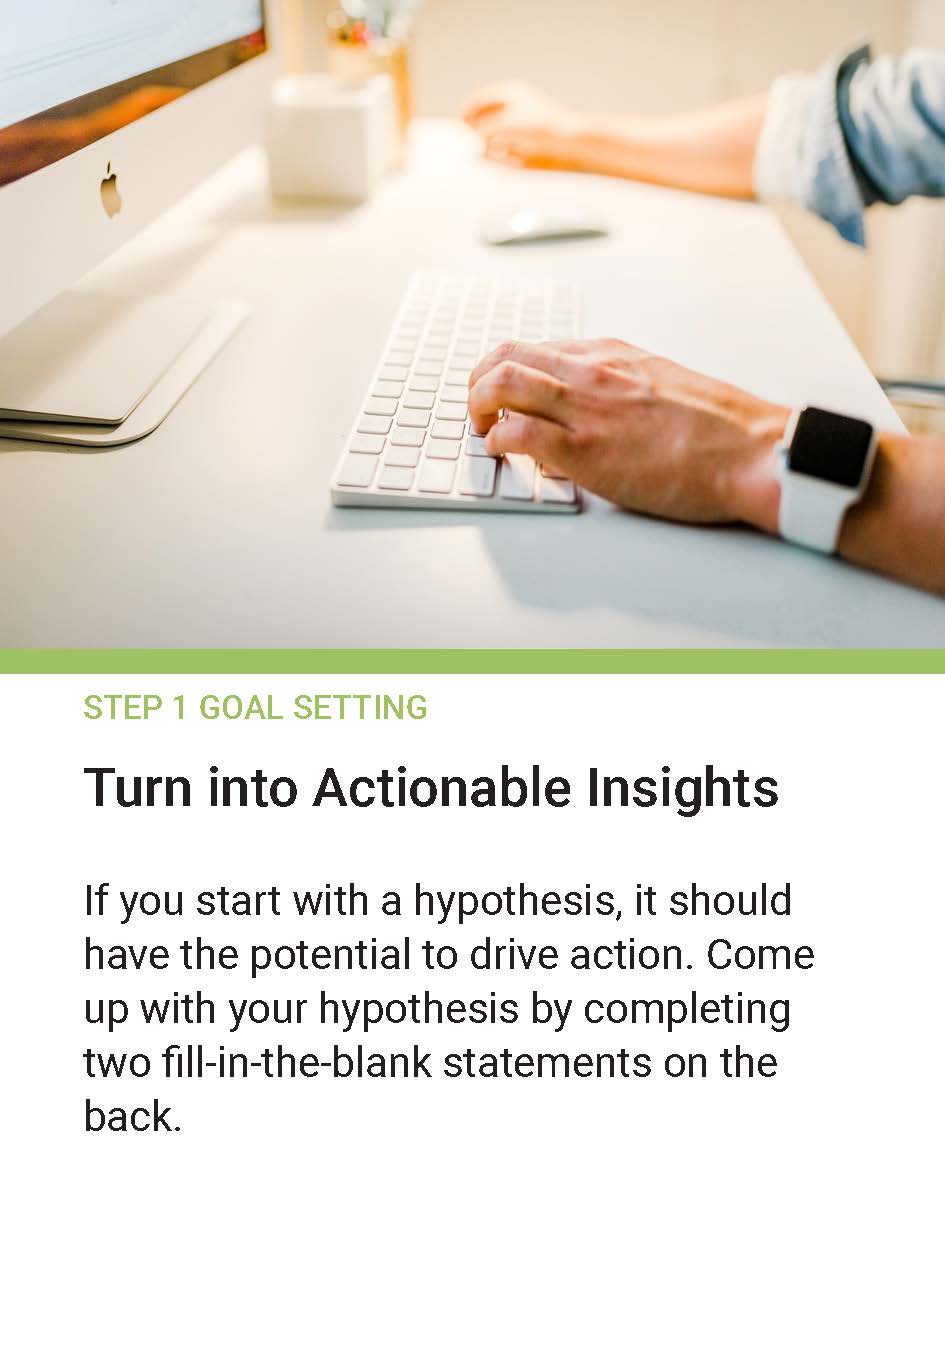 STEP 1 GOAL SETTING
Turn into Actionable Insights
If you start with a hypothesis, it should
have the potential to drive action. Come
up with your hypothesis by completing
two fill-in-the-blank statements on the
back.